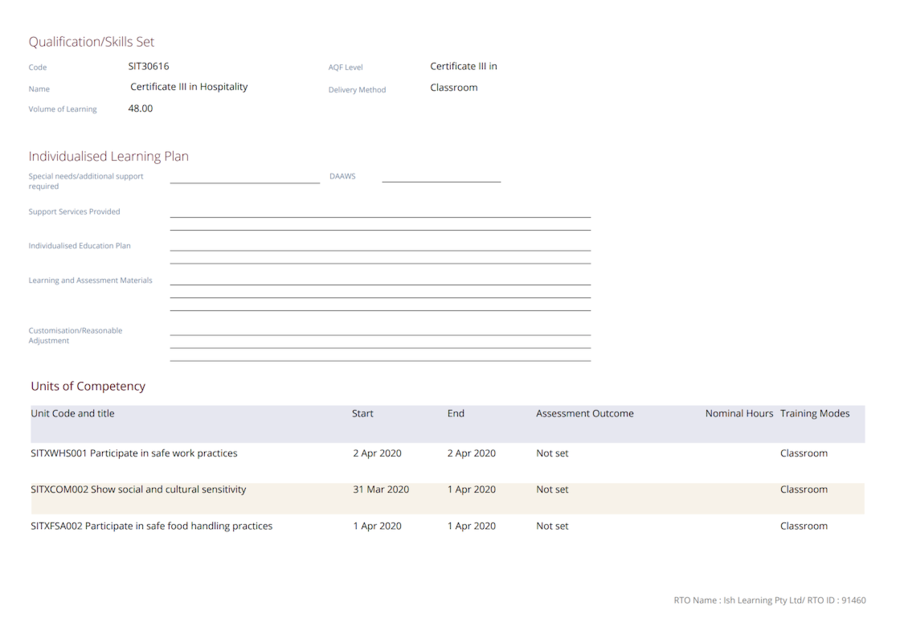 Qualification/Skills Set
Code SIT30616 AQF Level Certificate III in
Name Certificate III in Hospitality Delivery Method Classroom
Volume of Learning 48.00
Individualised Learning Plan
Special needs/additional support required DAAWS
Support Services Provided
Individualised Education Plan
Learning and Assessment Materials
Customisation/Reasonable
Adjustment
Units of Competency
Unit Code and title Start End Assessment Outcome Nominal Hours Training Modes
SITXWHS001 Participate in safe work practices 2 Apr 2020 2 Apr 2020 Not set Classroom
SITXCOM002 Show social and cultural sensitivity 31 Mar 2020 1 Apr 2020 Not set Classroom
SITXFSA002 Participate in safe food handling practices 1 Apr 2020 1 Apr 2020 Not set Classroom
RTO Name : Ish Learning Pty Ltd/ RTO ID : 91460